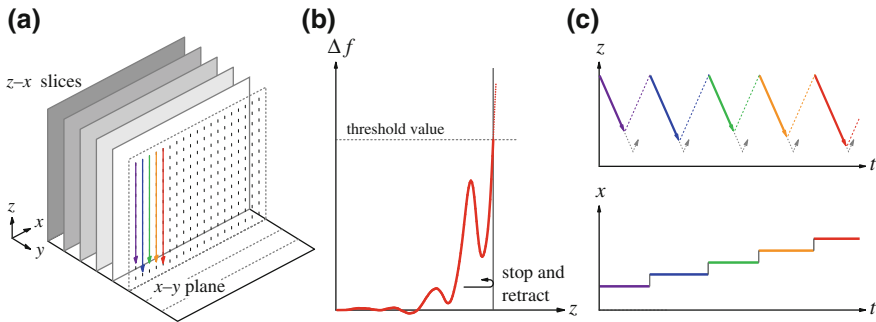 (a)
z–x slices
z
x
y
x–y plane
(b)
Δf
threshold value
stop and
retract
z
(c)
z
t
x
t